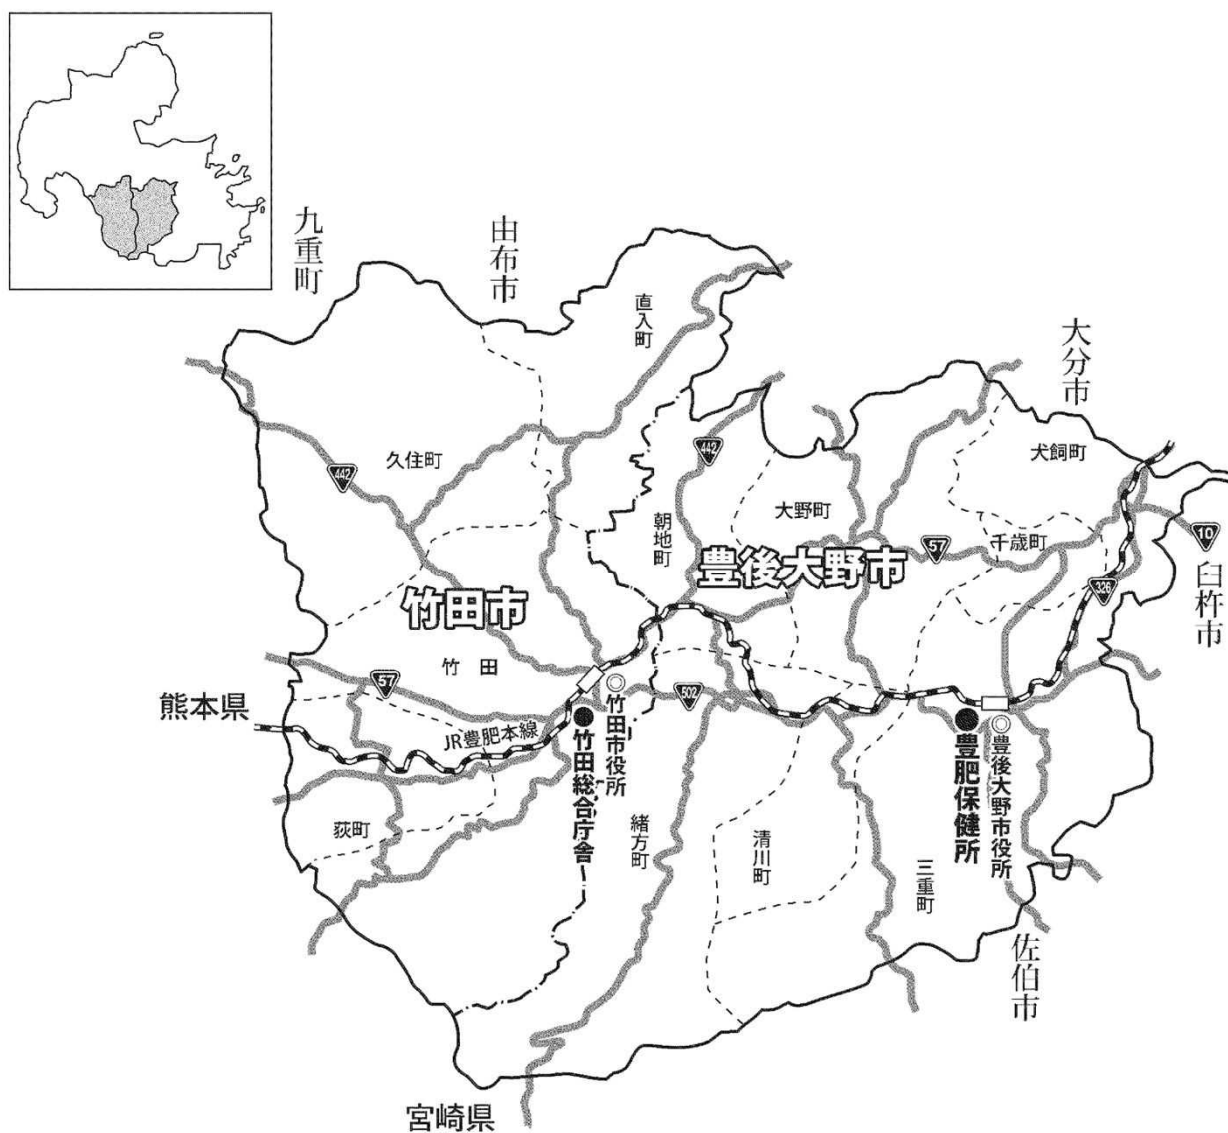 九重町
由布市
直入町
大分市
久住町
442
442
犬飼町
大野町
朝地町
57
千歳町
10
豊後大野市
臼杵市
326
竹田市
竹田
57
502
熊本県
JR豊肥本線
竹田市役所
竹田総合庁舎
豊肥保健所
豊後大野市役所
荻町
緒方町
清川町
三重町
佐伯市
宮崎県